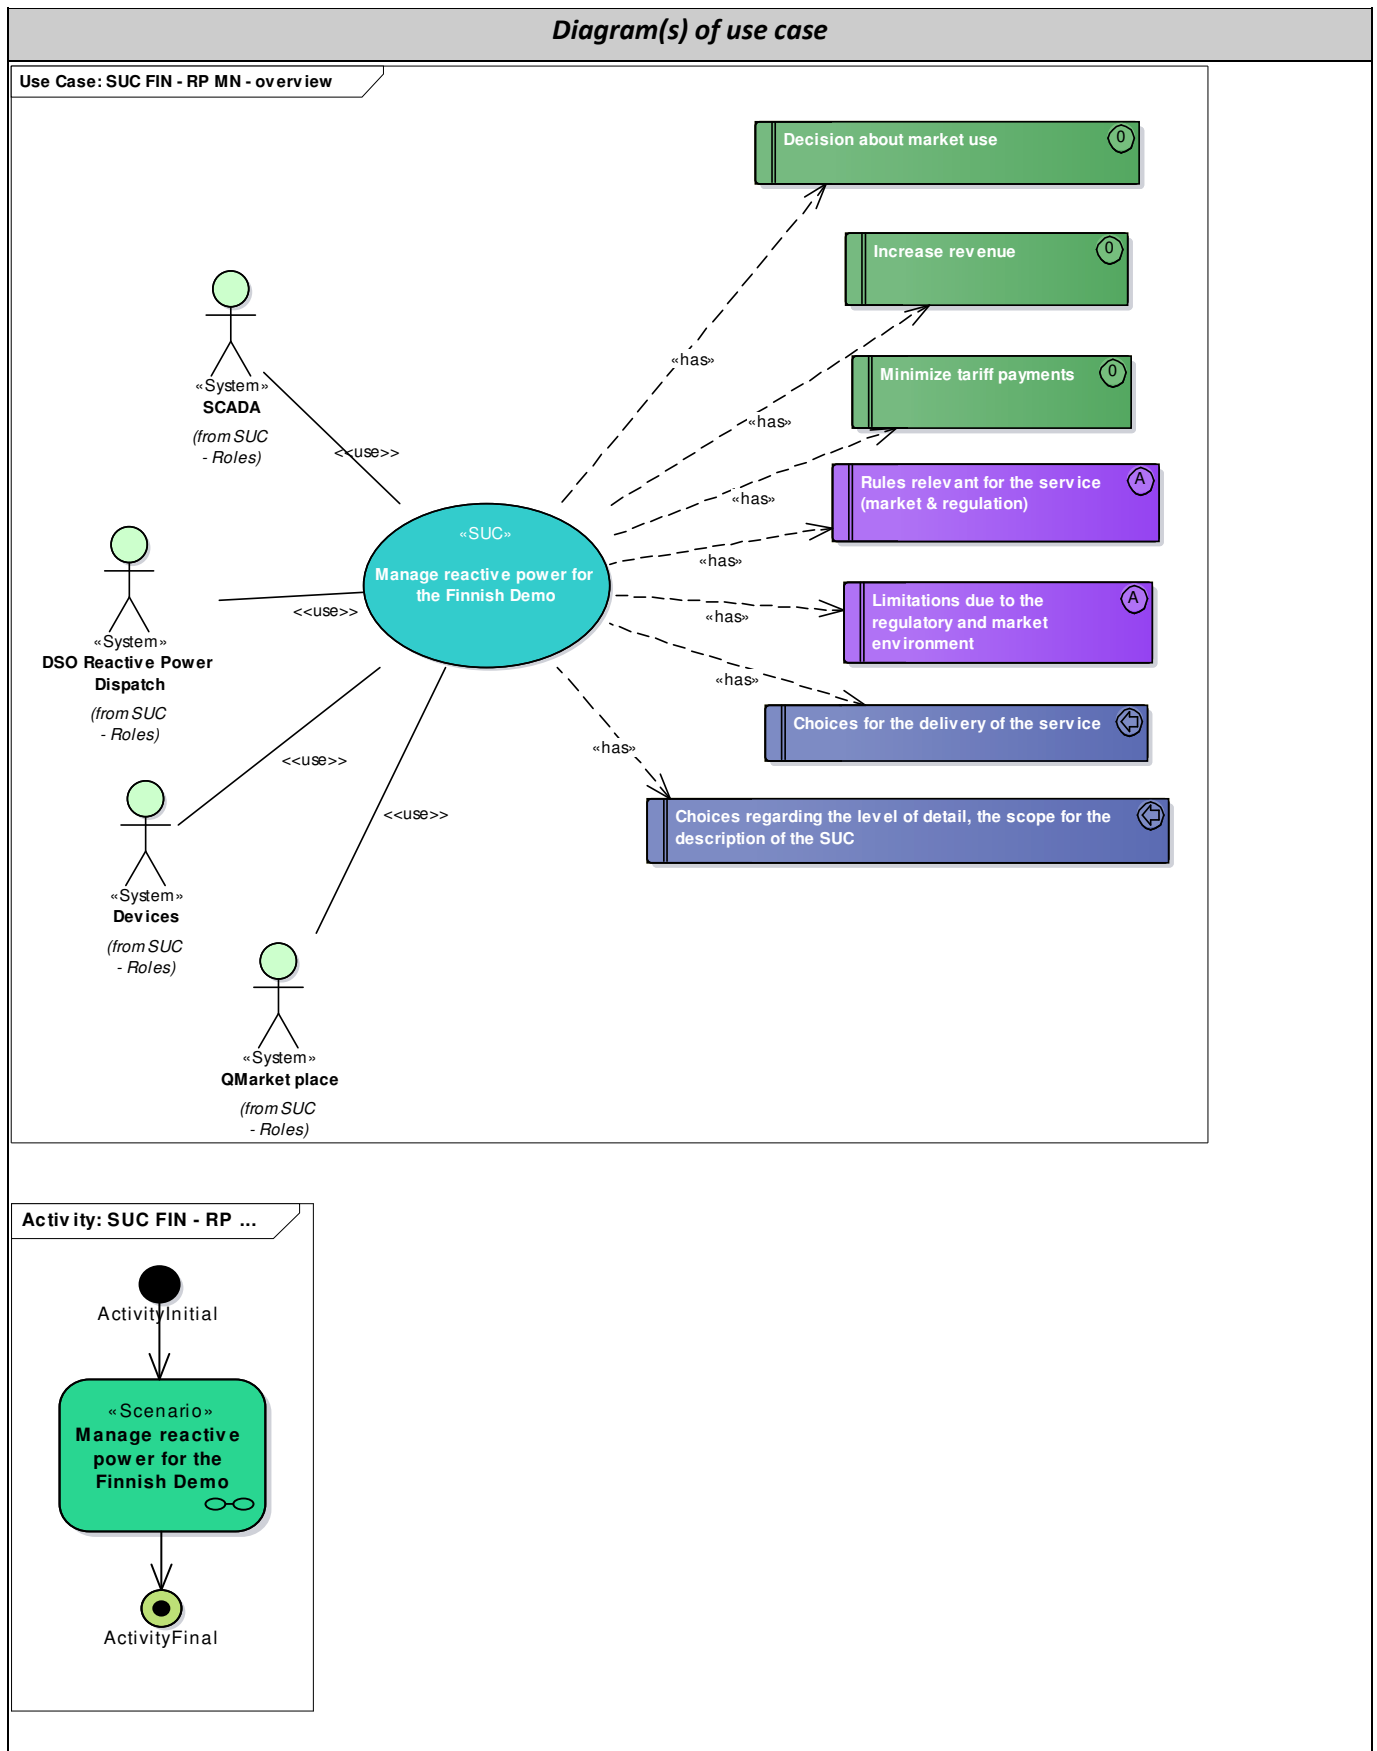 Diagram(s) of use case
Use Case: SUC FIN - RP MN - overview
Decision about market use
O
Increase revenue
O
Minimize tariff payments
O
Rules relevant for the service
(market & regulation)
A
Limitations due to the
regulatory and market
environment
A
Choices for the delivery of the service
Choices regarding the level of detail, the scope for the
description of the SUC
«has»
«has»
«has»
«has»
«has»
«has»
«has»
«SUC»
Manage reactive power for
the Finnish Demo
«System»
SCADA
(from SUC
- Roles)
<<use>>
«System»
DSO Reactive Power
Dispatch
(from SUC
- Roles)
<<use>>
«System»
Devices
(from SUC
- Roles)
<<use>>
«System»
QMarket place
(from SUC
- Roles)
<<use>>
Activity: SUC FIN - RP ...
ActivityInitial
«Scenario»
Manage reactive
power for the
Finnish Demo
ActivityFinal